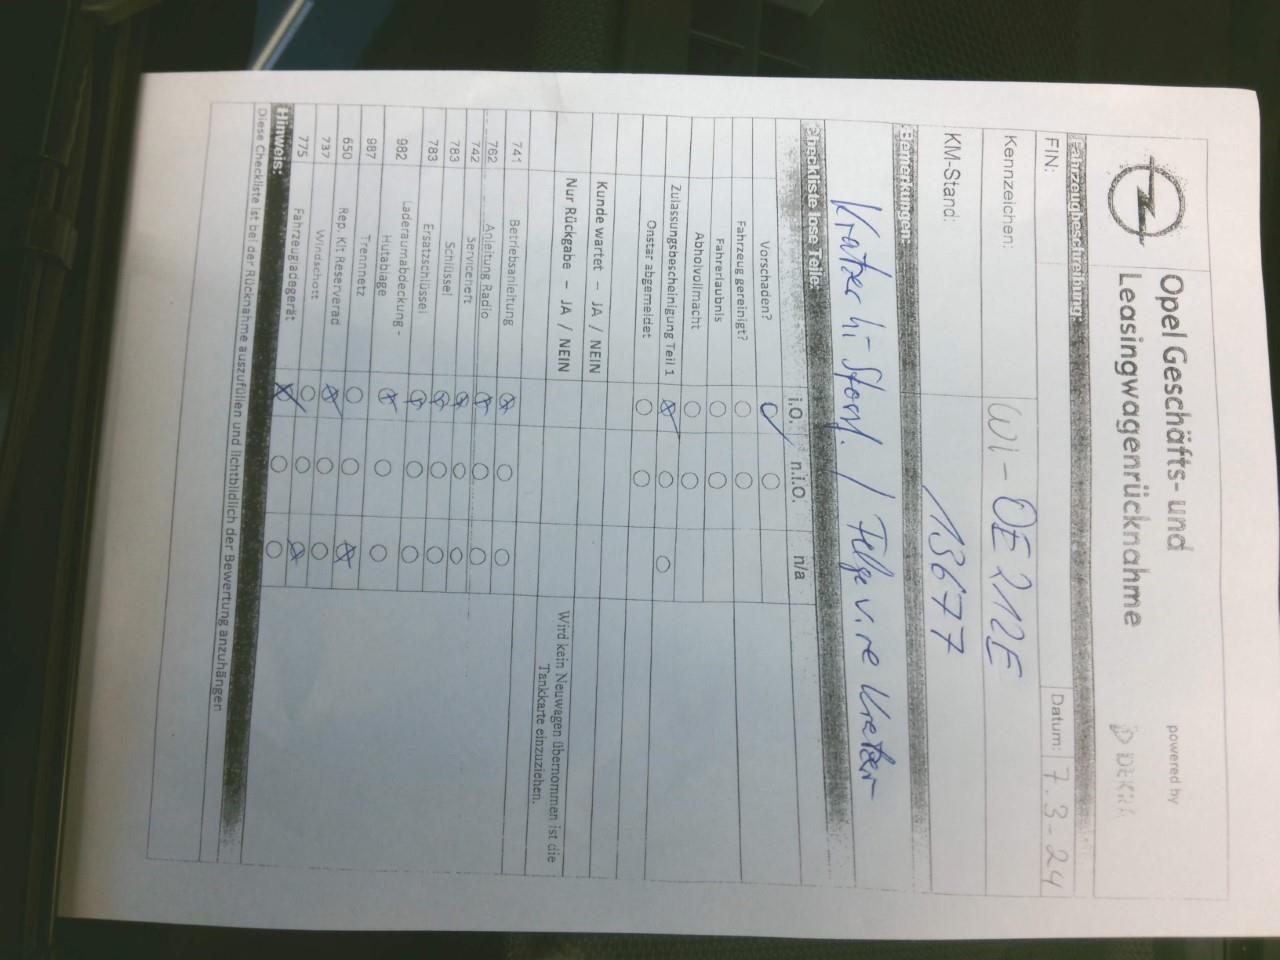 Opel Geschäfts- und
Leasingwagenrücknahme
powered by
DEKRA
Fahrzeugbeschreibung:
FIN:
Datum: 7.3-24
Kennzeichen: WI-OE212E
KM-Stand: 13677
Bemerkungen:
Kratzer hi Stossf. / Felge v.re Kratzer
Checkliste lose Teile:
i.O. n.i.O. n/a
Vorschaden?
Fahrzeug gereinigt?
Fahrerlaubnis
Abholvollmacht
Zulassungsbescheinigung Teil 1
Onstar abgemeldet
Kunde wartet – JA / NEIN
Nur Rückgabe – JA / NEIN
Wird kein Neuwagen übernommen ist die
Tankkarte einzuziehen.
741 Betriebsanleitung
762 Anleitung Radio
742 Serviceheft
783 Schlüssel
783 Ersatzschlüssel
982 Laderaumabdeckung -
Hutablage
987 Trennnetz
650 Rep. Kit Reserverad
737 Windschott
775 Fahrzeugladegerät
Hinweis:
Diese Checkliste ist bei der Rücknahme auszufüllen und lichtbildlich der Bewertung anzuhängen